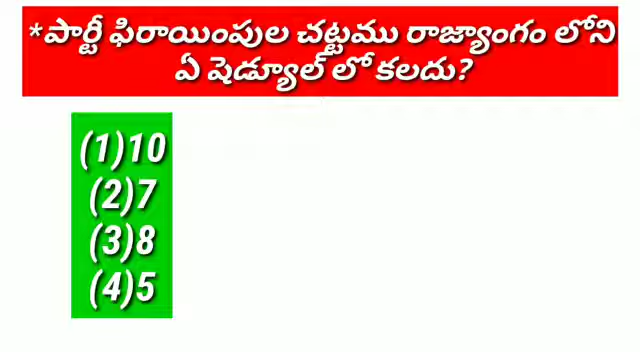 *పార్టీ ఫిరాయింపుల చట్టము రాజ్యాంగం లోని
ఏ షెడ్యూల్ లో కలదు?
(1)10
(2)7
(3)8
(4)5